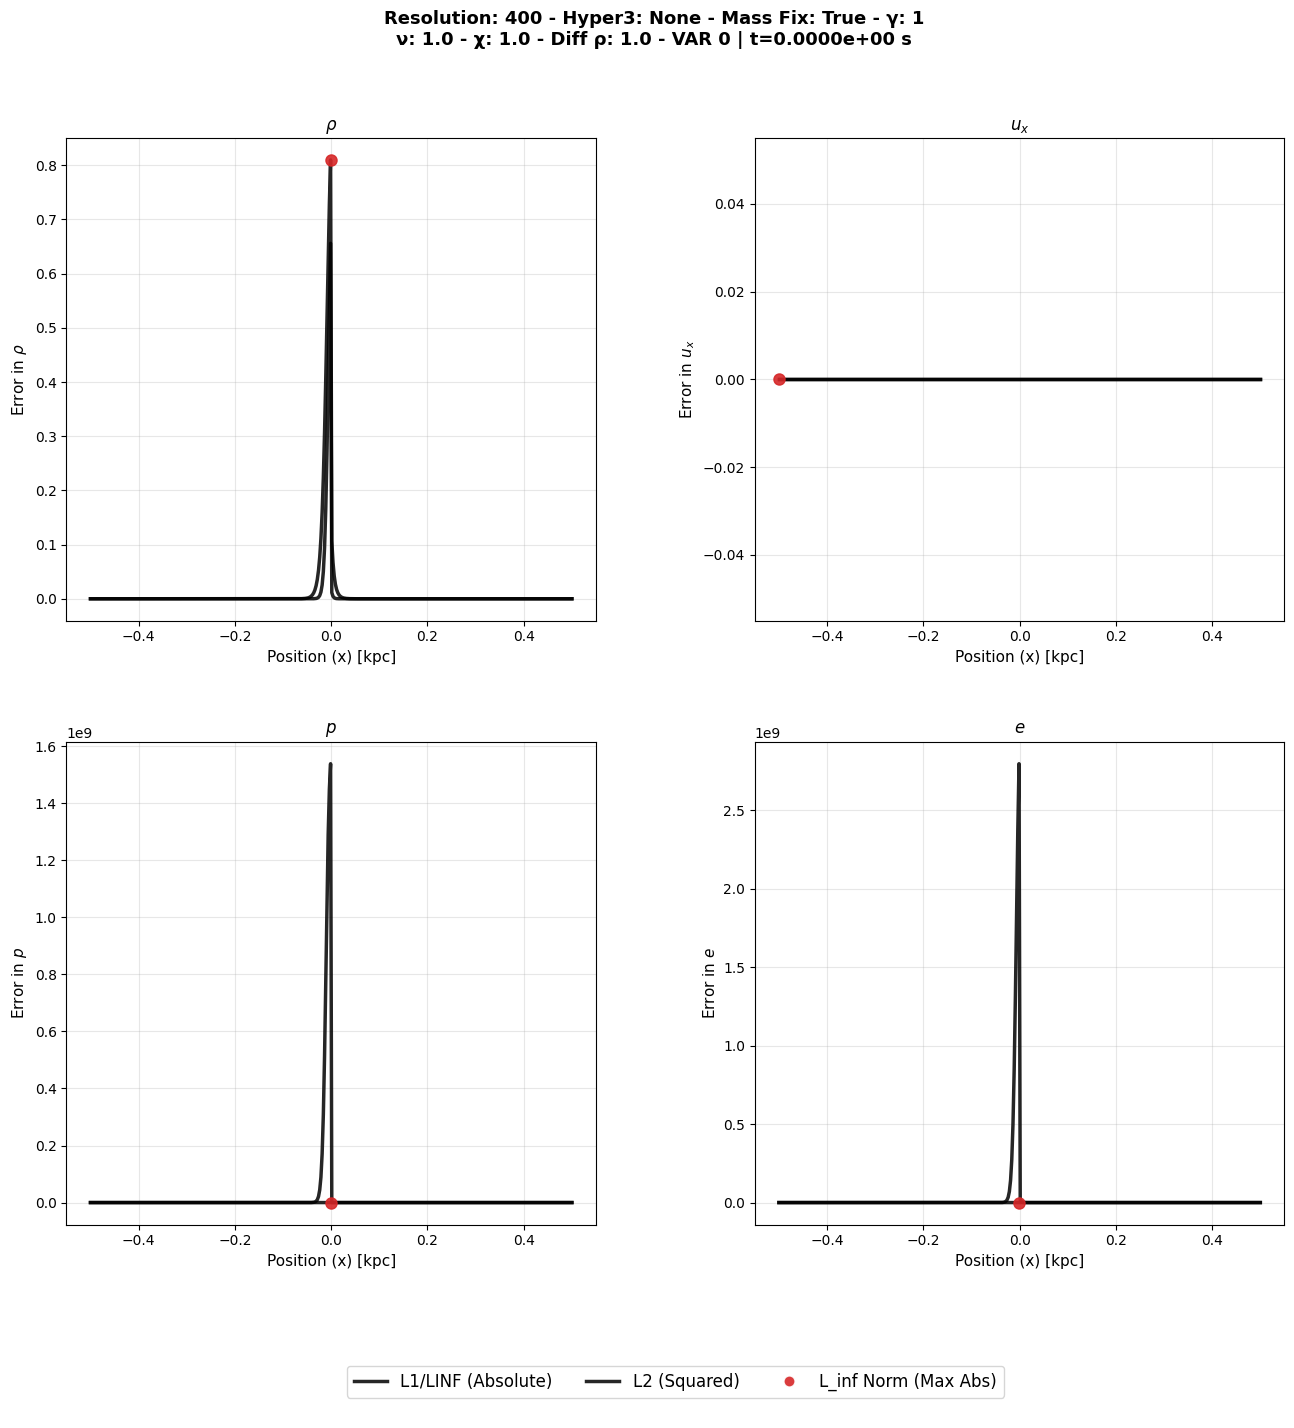 Resolution: 400 - Hyper3: None - Mass Fix: True - γ: 1
ν: 1.0 - χ: 1.0 - Diff ρ: 1.0 - VAR 0 | t=0.0000e+00 s
ρ
0.8
0.7
0.6
0.5
0.4
0.3
0.2
0.1
0.0
Error in ρ
−0.4 −0.2 0.0 0.2 0.4
Position (x) [kpc]
u_x
0.04
0.02
0.00
−0.02
−0.04
Error in u_x
−0.4 −0.2 0.0 0.2 0.4
Position (x) [kpc]
p
1e9
1.6
1.4
1.2
1.0
0.8
0.6
0.4
0.2
0.0
Error in p
−0.4 −0.2 0.0 0.2 0.4
Position (x) [kpc]
e
1e9
2.5
2.0
1.5
1.0
0.5
0.0
Error in e
−0.4 −0.2 0.0 0.2 0.4
Position (x) [kpc]
L1/LINF (Absolute) L2 (Squared) L_inf Norm (Max Abs)